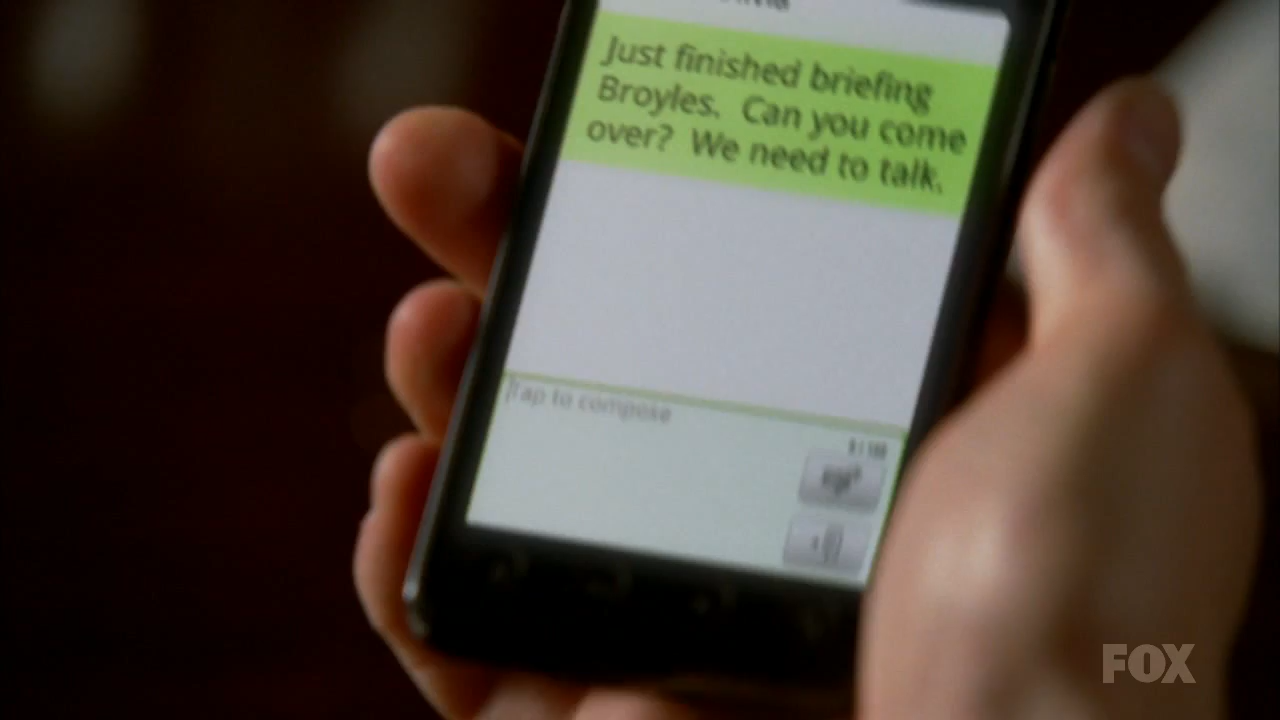 Just finished briefing
Broyles. Can you come
over? We need to talk.
Tap to compose
FOX